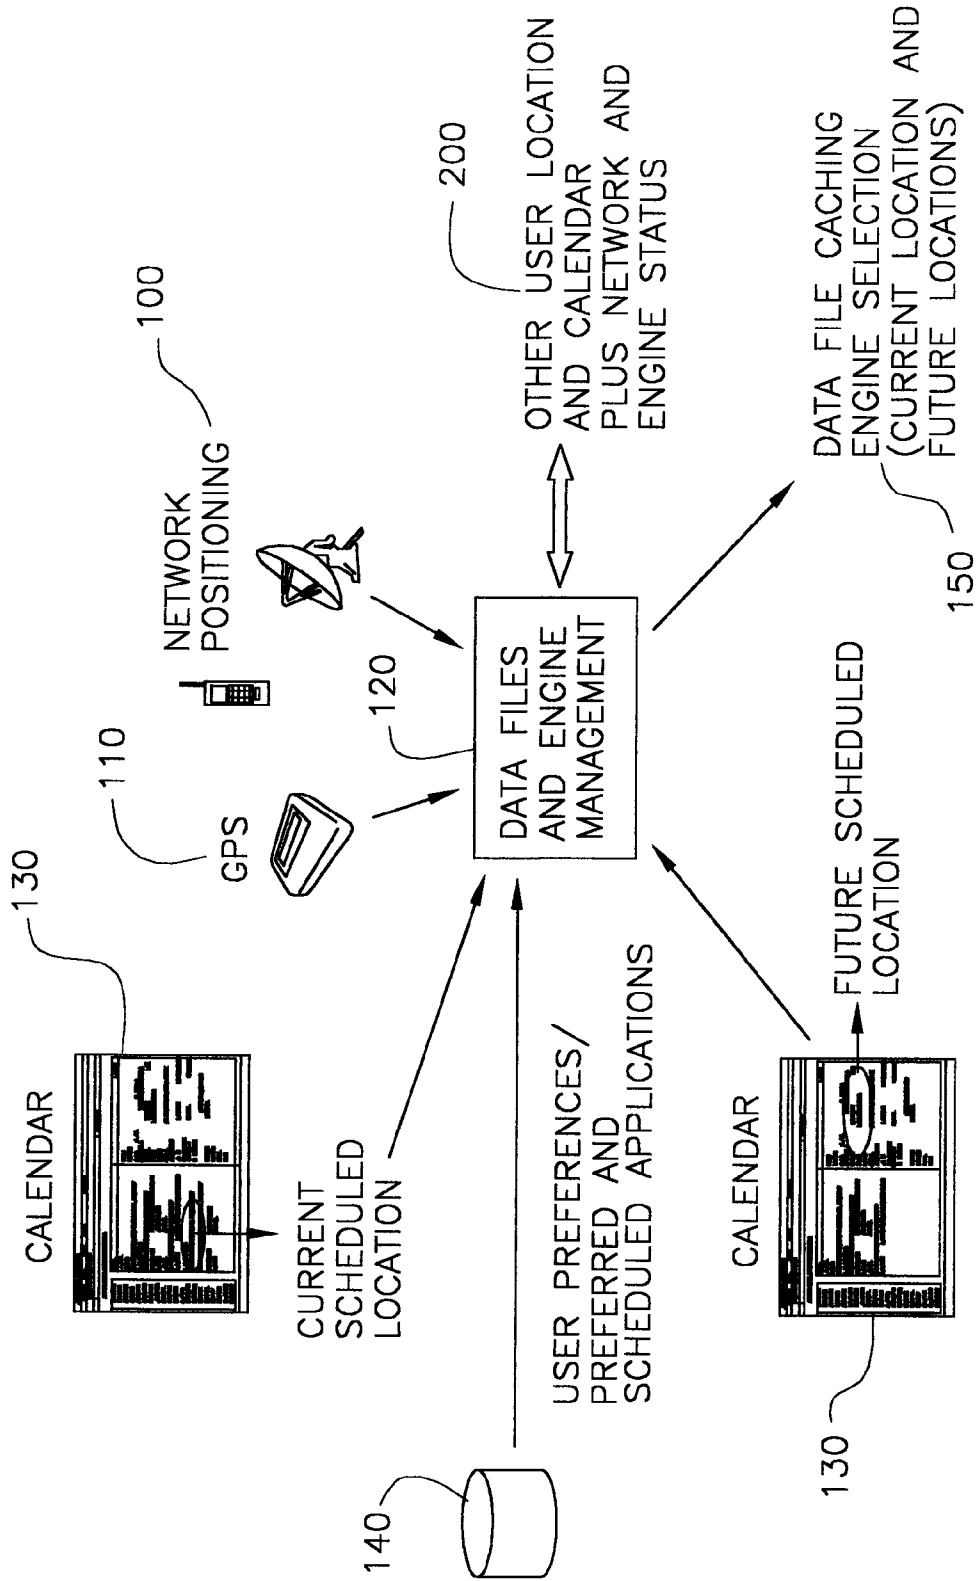 130
CALENDAR
CURRENT
SCHEDULED
LOCATION
110
GPS
NETWORK
POSITIONING
100
140
USER PREFERENCES/
PREFERRED AND
SCHEDULED APPLICATIONS
120
DATA FILES
AND ENGINE
MANAGEMENT
200
OTHER USER LOCATION
AND CALENDAR
PLUS NETWORK AND
ENGINE STATUS
CALENDAR
130
FUTURE SCHEDULED
LOCATION
DATA FILE CACHING
ENGINE SELECTION
(CURRENT LOCATION AND
FUTURE LOCATIONS)
150